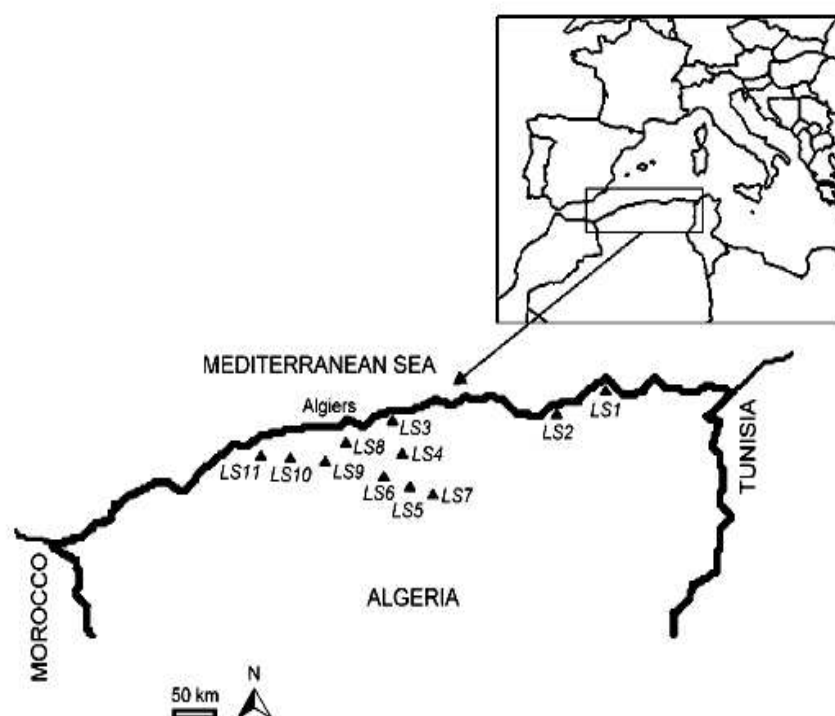 MEDITERRANEAN SEA
Algiers
LS1
LS2
LS3
LS8
LS4
LS11
LS10
LS9
LS6
LS7
LS5
TUNISIA
MOROCCO
ALGERIA
N
50 km